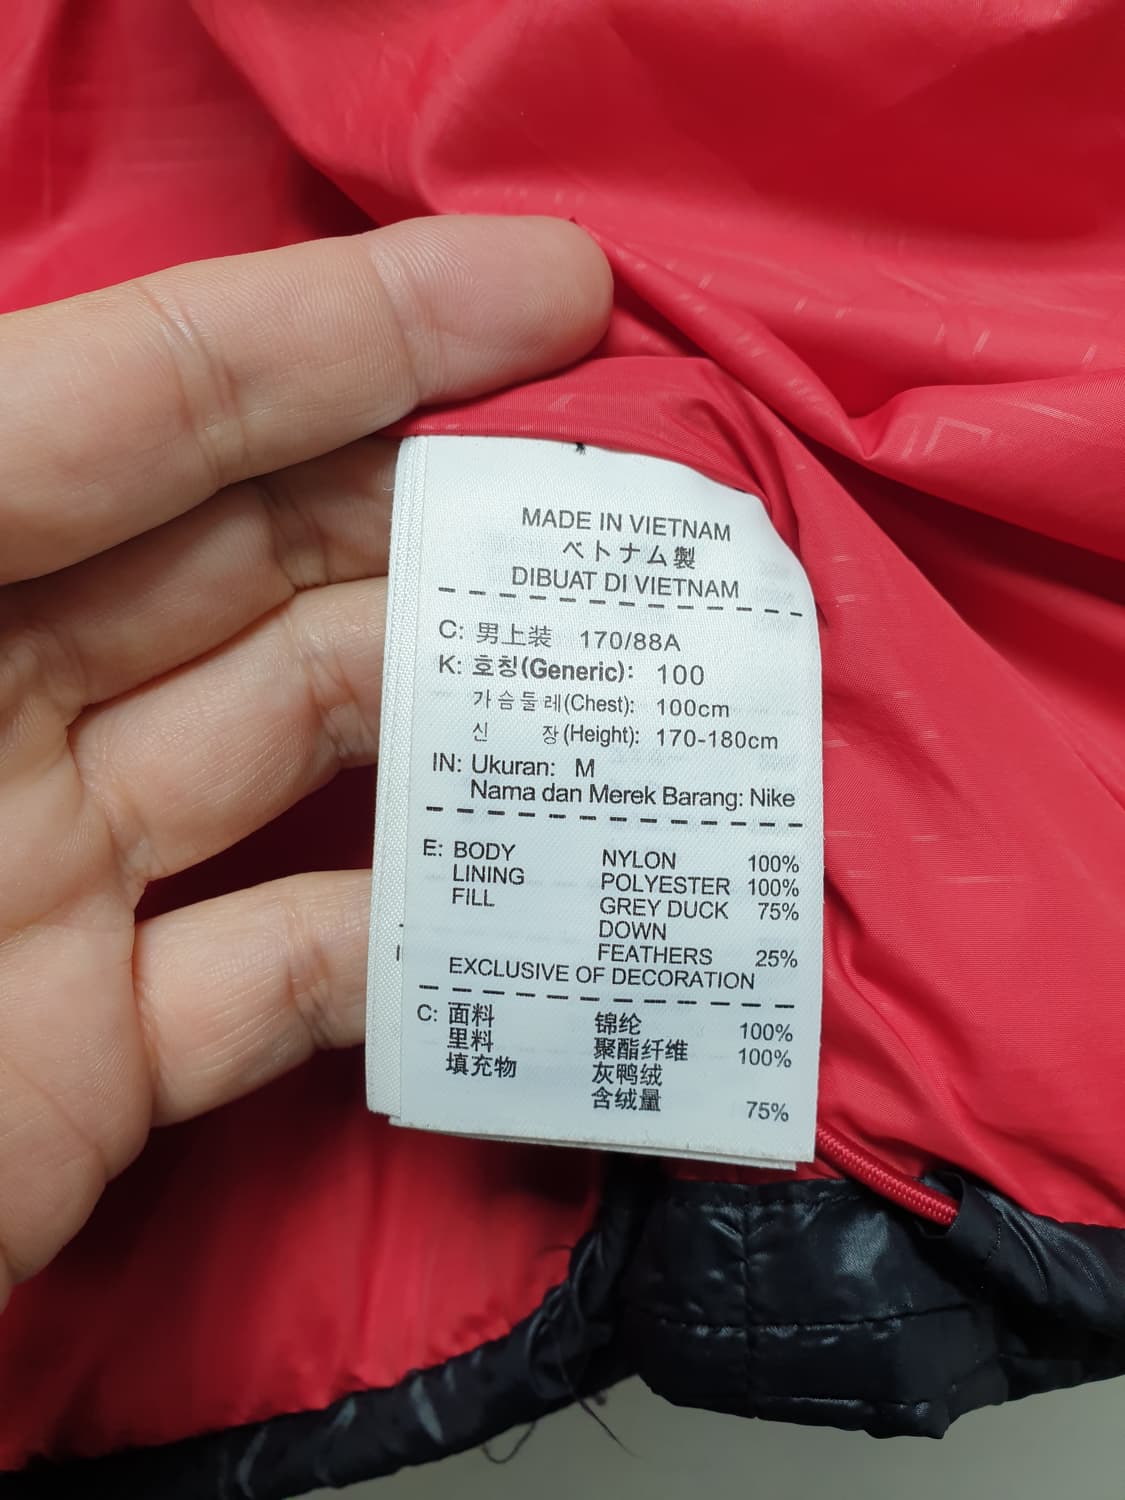 MADE IN VIETNAM
ベトナム製
DIBUAT DI VIETNAM
C: 男上装 170/88A
K: 호칭(Generic): 100
가슴둘레(Chest): 100cm
신 장(Height): 170-180cm
IN: Ukuran: M
Nama dan Merek Barang: Nike
E: BODY NYLON 100%
LINING POLYESTER 100%
FILL GREY DUCK 75%
DOWN
FEATHERS 25%
EXCLUSIVE OF DECORATION
C: 面料 锦纶 100%
里料 聚酯纤维 100%
填充物 灰鸭绒
含绒量 75%